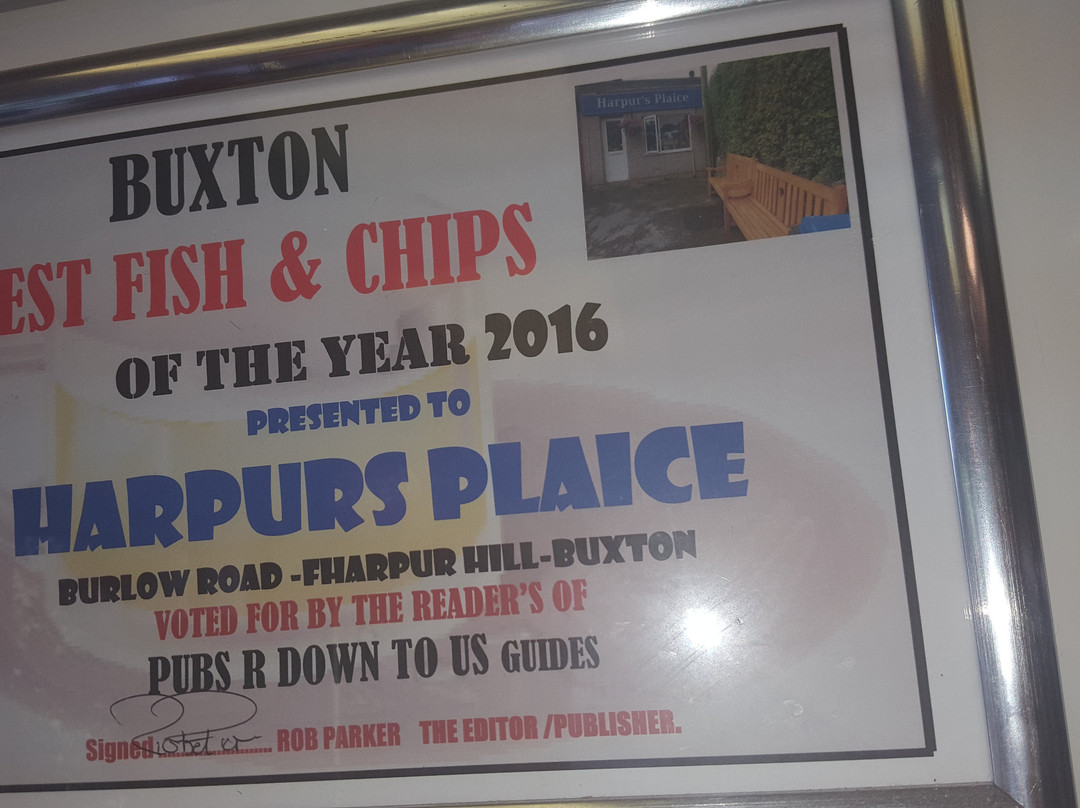 Harpur's Plaice
BUXTON
EST FISH & CHIPS
OF THE YEAR 2016
PRESENTED TO
HARPURS PLAICE
BURLOW ROAD -FHARPUR HILL-BUXTON
VOTED FOR BY THE READER'S OF
PUBS R DOWN TO US GUIDES
Signed ................ ROB PARKER THE EDITOR /PUBLISHER.